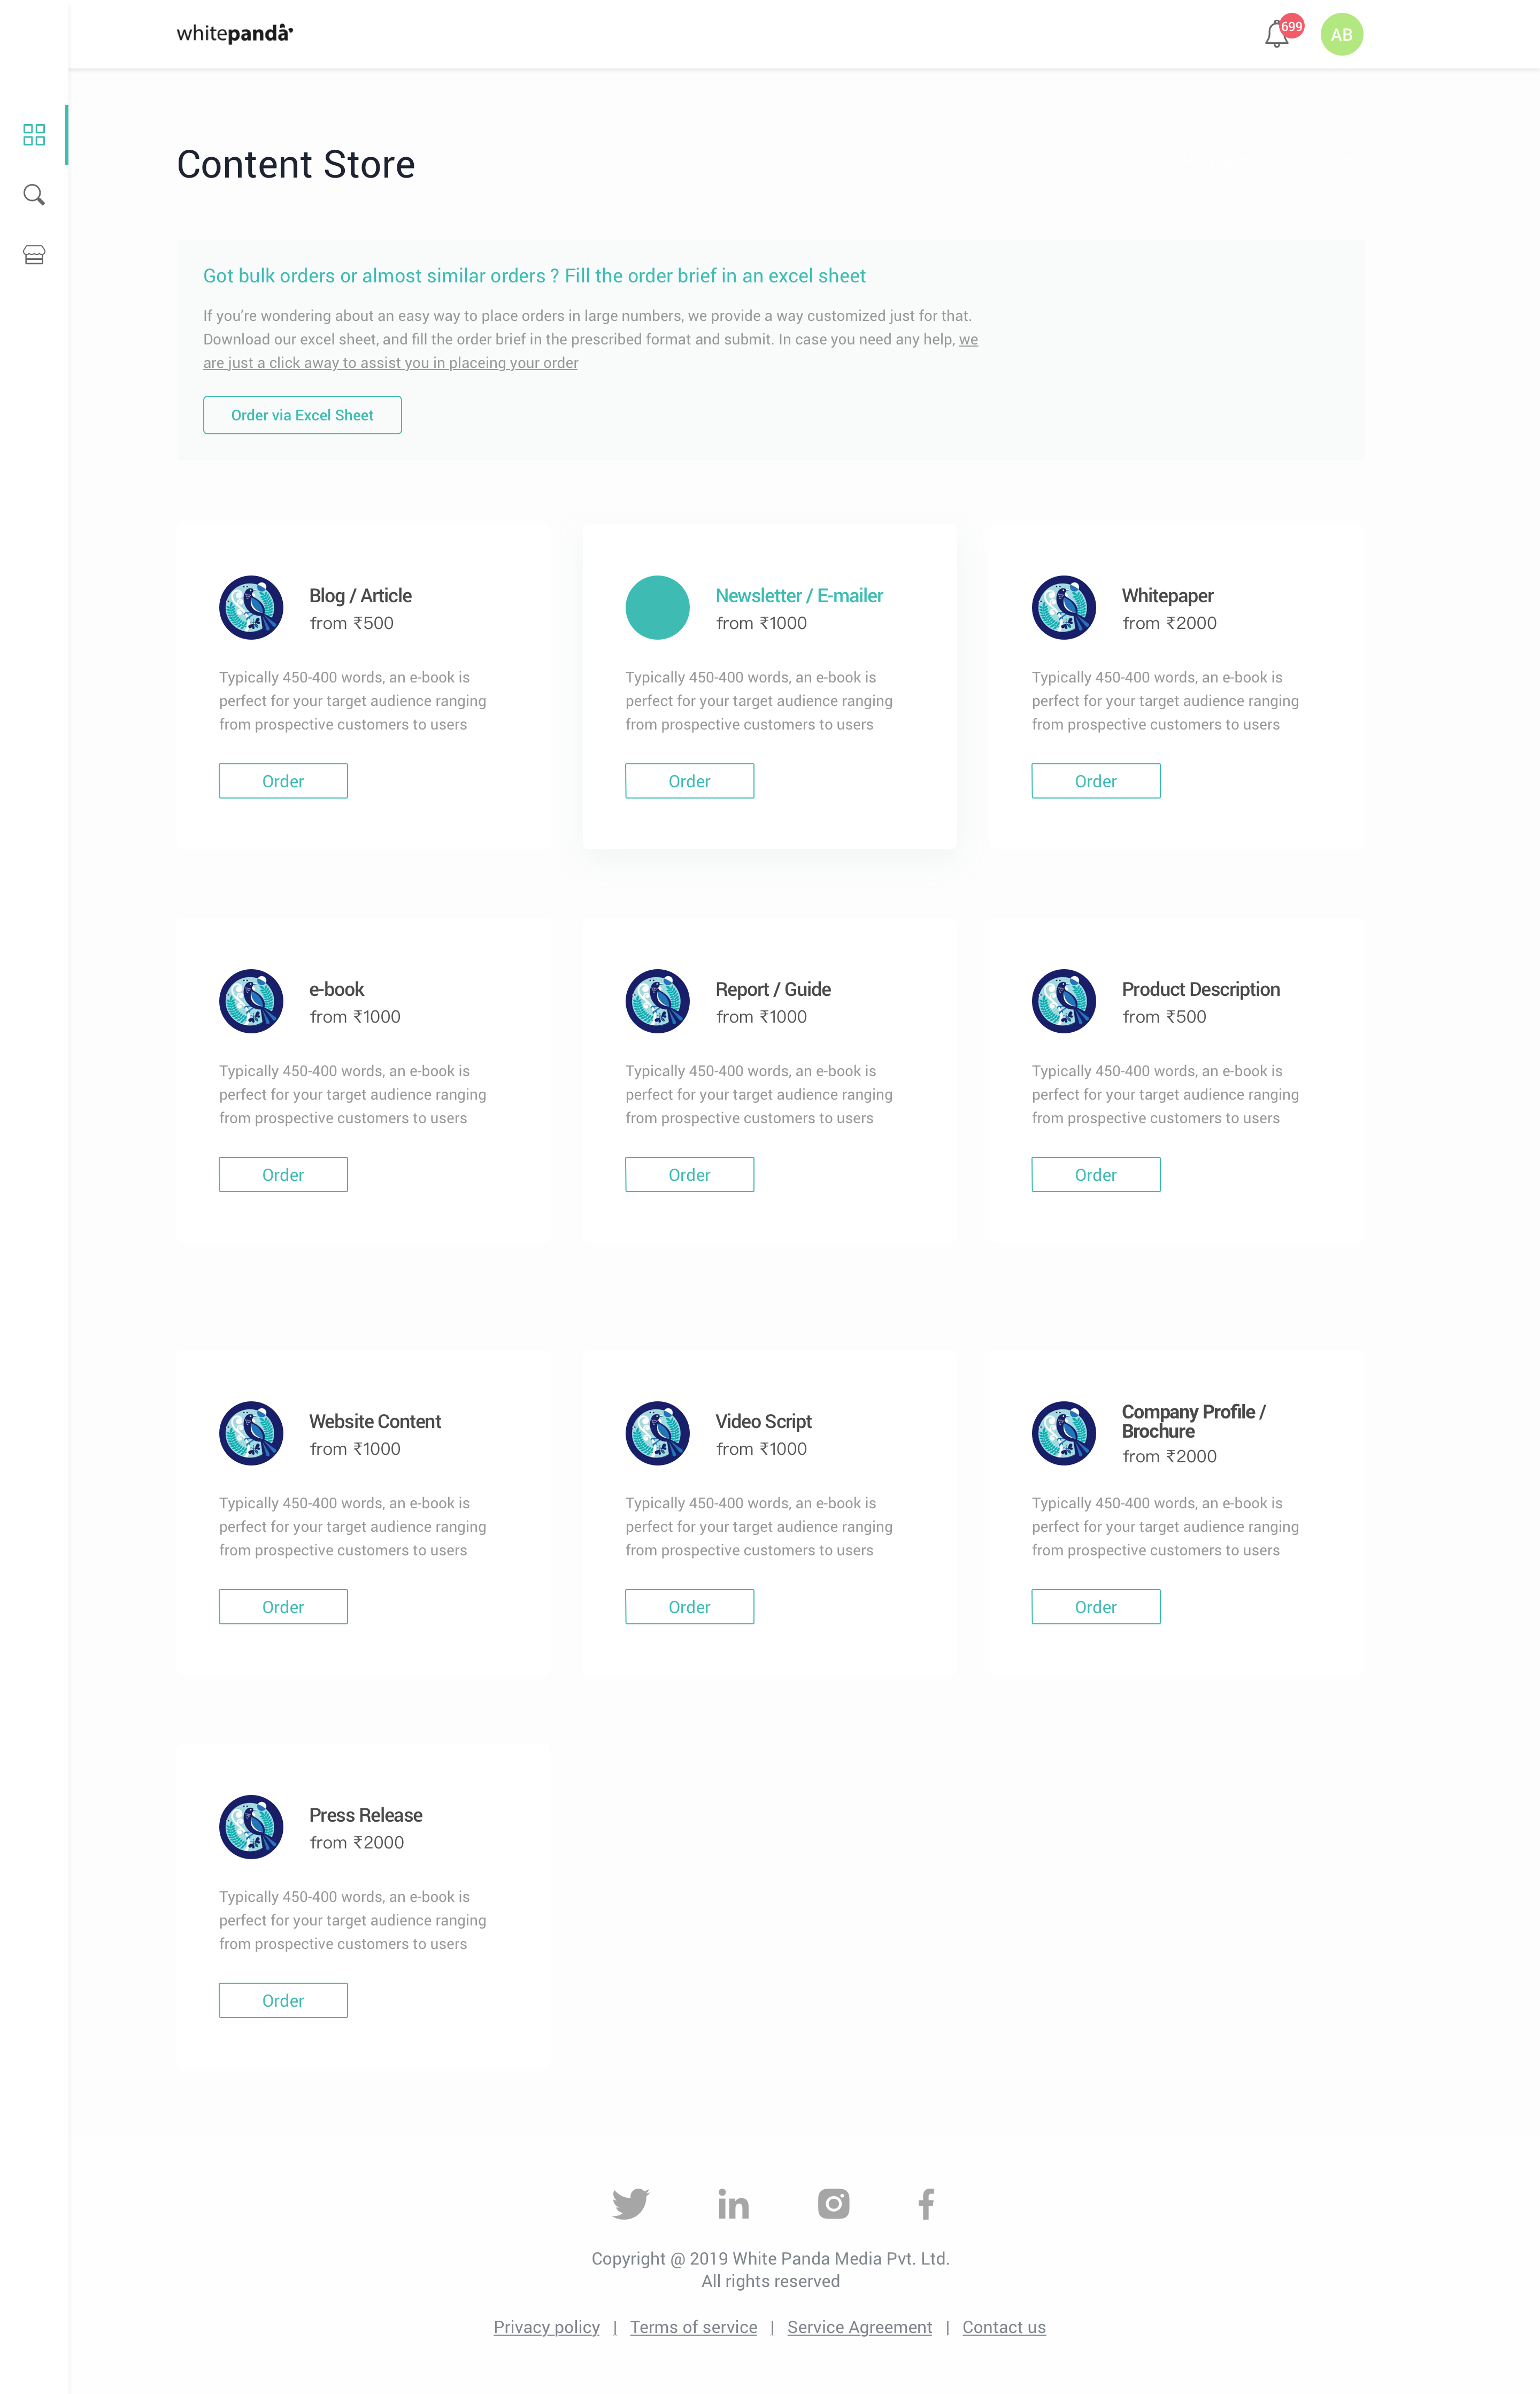 whitepanda
699
AB
Content Store
Got bulk orders or almost similar orders ? Fill the order brief in an excel sheet
If you’re wondering about an easy way to place orders in large numbers, we provide a way customized just for that.
Download our excel sheet, and fill the order brief in the prescribed format and submit. In case you need any help, we
are just a click away to assist you in placeing your order
Order via Excel Sheet
Blog / Article
from ₹500
Typically 450-400 words, an e-book is
perfect for your target audience ranging
from prospective customers to users
Order
Newsletter / E-mailer
from ₹1000
Typically 450-400 words, an e-book is
perfect for your target audience ranging
from prospective customers to users
Order
Whitepaper
from ₹2000
Typically 450-400 words, an e-book is
perfect for your target audience ranging
from prospective customers to users
Order
e-book
from ₹1000
Typically 450-400 words, an e-book is
perfect for your target audience ranging
from prospective customers to users
Order
Report / Guide
from ₹1000
Typically 450-400 words, an e-book is
perfect for your target audience ranging
from prospective customers to users
Order
Product Description
from ₹500
Typically 450-400 words, an e-book is
perfect for your target audience ranging
from prospective customers to users
Order
Website Content
from ₹1000
Typically 450-400 words, an e-book is
perfect for your target audience ranging
from prospective customers to users
Order
Video Script
from ₹1000
Typically 450-400 words, an e-book is
perfect for your target audience ranging
from prospective customers to users
Order
Company Profile /
Brochure
from ₹2000
Typically 450-400 words, an e-book is
perfect for your target audience ranging
from prospective customers to users
Order
Press Release
from ₹2000
Typically 450-400 words, an e-book is
perfect for your target audience ranging
from prospective customers to users
Order
Copyright @ 2019 White Panda Media Pvt. Ltd.
All rights reserved
Privacy policy | Terms of service | Service Agreement | Contact us